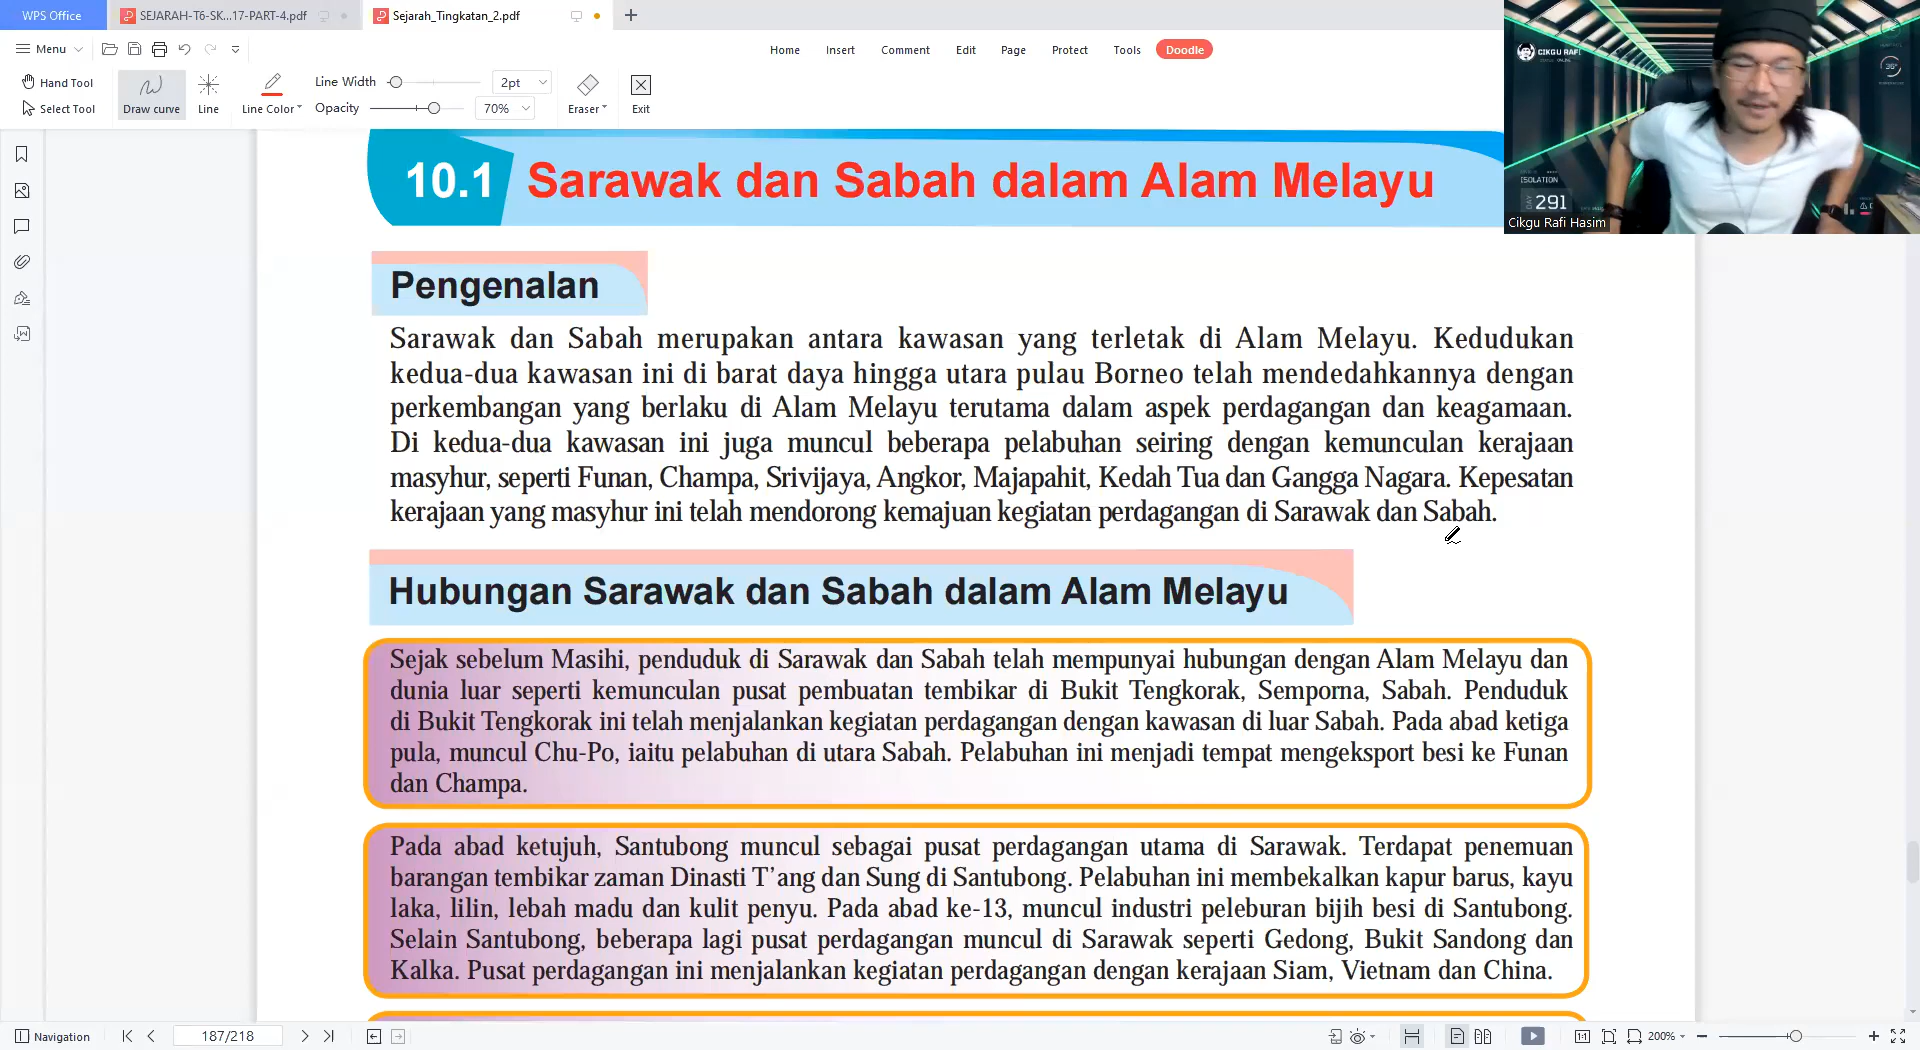 WPS Office
SEJARAH-T6-SK...17-PART-4.pdf
Sejarah_Tingkatan_2.pdf
Menu
Home Insert Comment Edit Page Protect Tools Doodle
Hand Tool
Select Tool
Draw curve
Line
Line Color
Line Width 2pt
Opacity 70%
Eraser
Exit
CIKGU RAFI
ISOLATION
DAY 291
36°
Cikgu Rafi Hasim
10.1 Sarawak dan Sabah dalam Alam Melayu
Pengenalan
Sarawak dan Sabah merupakan antara kawasan yang terletak di Alam Melayu. Kedudukan
kedua-dua kawasan ini di barat daya hingga utara pulau Borneo telah mendedahkannya dengan
perkembangan yang berlaku di Alam Melayu terutama dalam aspek perdagangan dan keagamaan.
Di kedua-dua kawasan ini juga muncul beberapa pelabuhan seiring dengan kemunculan kerajaan
masyhur, seperti Funan, Champa, Srivijaya, Angkor, Majapahit, Kedah Tua dan Gangga Nagara. Kepesatan
kerajaan yang masyhur ini telah mendorong kemajuan kegiatan perdagangan di Sarawak dan Sabah.
Hubungan Sarawak dan Sabah dalam Alam Melayu
Sejak sebelum Masihi, penduduk di Sarawak dan Sabah telah mempunyai hubungan dengan Alam Melayu dan
dunia luar seperti kemunculan pusat pembuatan tembikar di Bukit Tengkorak, Semporna, Sabah. Penduduk
di Bukit Tengkorak ini telah menjalankan kegiatan perdagangan dengan kawasan di luar Sabah. Pada abad ketiga
pula, muncul Chu-Po, iaitu pelabuhan di utara Sabah. Pelabuhan ini menjadi tempat mengeksport besi ke Funan
dan Champa.
Pada abad ketujuh, Santubong muncul sebagai pusat perdagangan utama di Sarawak. Terdapat penemuan
barangan tembikar zaman Dinasti T’ang dan Sung di Santubong. Pelabuhan ini membekalkan kapur barus, kayu
laka, lilin, lebah madu dan kulit penyu. Pada abad ke-13, muncul industri peleburan bijih besi di Santubong.
Selain Santubong, beberapa lagi pusat perdagangan muncul di Sarawak seperti Gedong, Bukit Sandong dan
Kalka. Pusat perdagangan ini menjalankan kegiatan perdagangan dengan kerajaan Siam, Vietnam dan China.
Navigation
187/218
1:1
200%